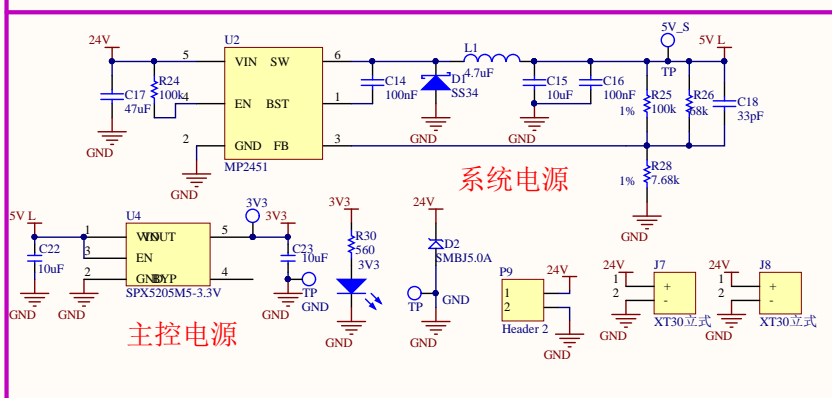 5V_S
24V
U2
L1
5V L
TP
5
VIN
SW
6
R24
100k
C17
47uF
4
EN
BST
1
C14
100nF
D1
SS34
4.7uF
C15
10uF
C16
100nF
R25
100k
1%
R26
68k
C18
33pF
2
GND
FB
3
GND
GND
GND
GND
MP2451
系统电源
R28
7.68k
1%
GND
5V L
U4
3V3
3V3
3V3
24V
1
5
VOUT
3
EN
2
BYP
4
C22
10uF
C23
10uF
SPX5205M5-3.3V
TP
GND
R30
560
3V3
D2
SMBJ5.0A
GND
TP
P9
24V
1
2
Header 2
GND
24V
J7
1
2
+
-
XT30立式
GND
24V
J8
1
2
+
-
XT30立式
GND
GND
GND
GND
GND
GND
主控电源